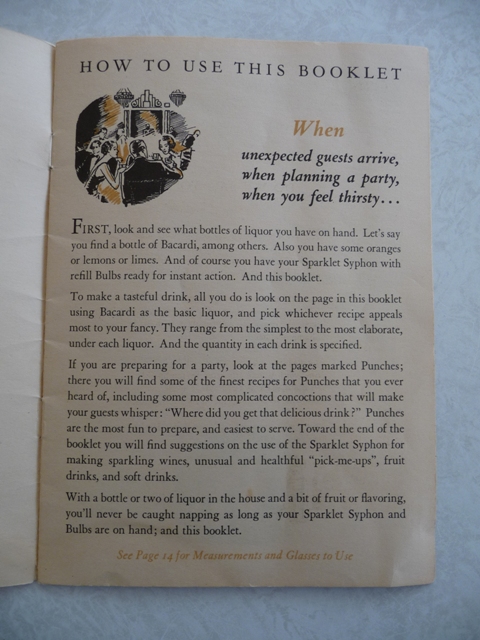 HOW TO USE THIS BOOKLET
When
unexpected guests arrive,
when planning a party,
when you feel thirsty...
FIRST, look and see what bottles of liquor you have on hand. Let's say
you find a bottle of Bacardi, among others. Also you have some oranges
or lemons or limes. And of course you have your Sparklet Syphon with
refill Bulbs ready for instant action. And this booklet.
To make a tasteful drink, all you do is look on the page in this booklet
using Bacardi as the basic liquor, and pick whichever recipe appeals
most to your fancy. They range from the simplest to the most elaborate,
under each liquor. And the quantity in each drink is specified.
If you are preparing for a party, look at the pages marked Punches;
there you will find some of the finest recipes for Punches that you ever
heard of, including some most complicated concoctions that will make
your guests whisper: "Where did you get that delicious drink?" Punches
are the most fun to prepare, and easiest to serve. Toward the end of the
booklet you will find suggestions on the use of the Sparklet Syphon for
making sparkling wines, unusual and healthful "pick-me-ups", fruit
drinks, and soft drinks.
With a bottle or two of liquor in the house and a bit of fruit or flavoring,
you'll never be caught napping as long as your Sparklet Syphon and
Bulbs are on hand; and this booklet.
See Page 14 for Measurements and Glasses to Use